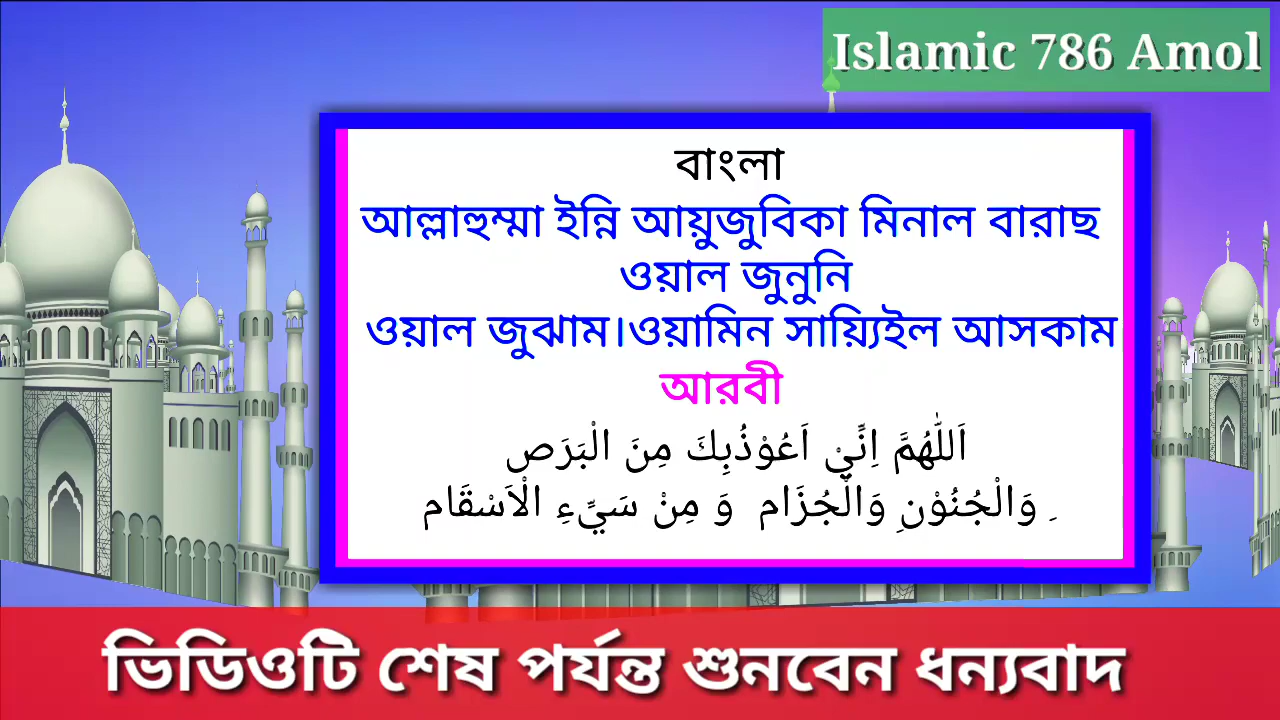 Islamic 786 Amol
বাংলা
আল্লাহুম্মা ইন্নি আয়ুজুবিকা মিনাল বারাছ
ওয়াল জুনুনি
ওয়াল জুঝাম।ওয়ামিন সায়্যিইল আসকাম
আরবী
اَللّٰهُمَّ اِنِّيْ اَعُوْذُبِكَ مِنَ الْبَرَص
ِ وَالْجُنُوْنِ وَالْجُزَام وَ مِنْ سَيِّءِ الْاَسْقَام
ভিডিওটি শেষ পর্যন্ত শুনবেন ধন্যবাদ